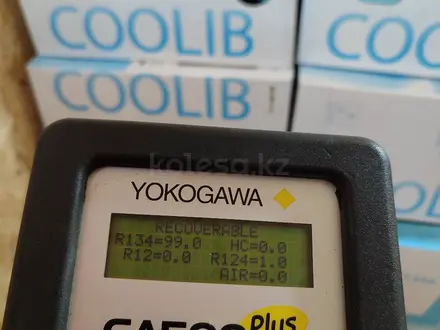 COOLIB
COOLIB
kolesa.kz
YOKOGAWA
RECOVERABLE
R134=99.0 HC=0.0
R12=0.0 R124=1.0
AIR=0.0
Plus